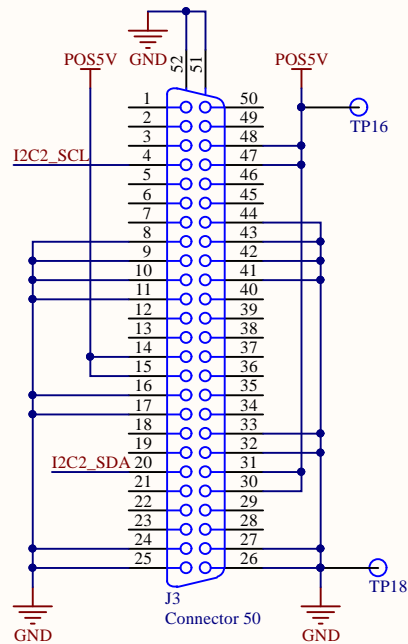 GND
52
51
POS5V
POS5V
1 50
2 49
TP16
3 48
I2C2_SCL 4 47
5 46
6 45
7 44
8 43
9 42
10 41
11 40
12 39
13 38
14 37
15 36
16 35
17 34
18 33
19 32
I2C2_SDA 20 31
21 30
22 29
23 28
24 27
25 26
TP18
J3
Connector 50
GND
GND